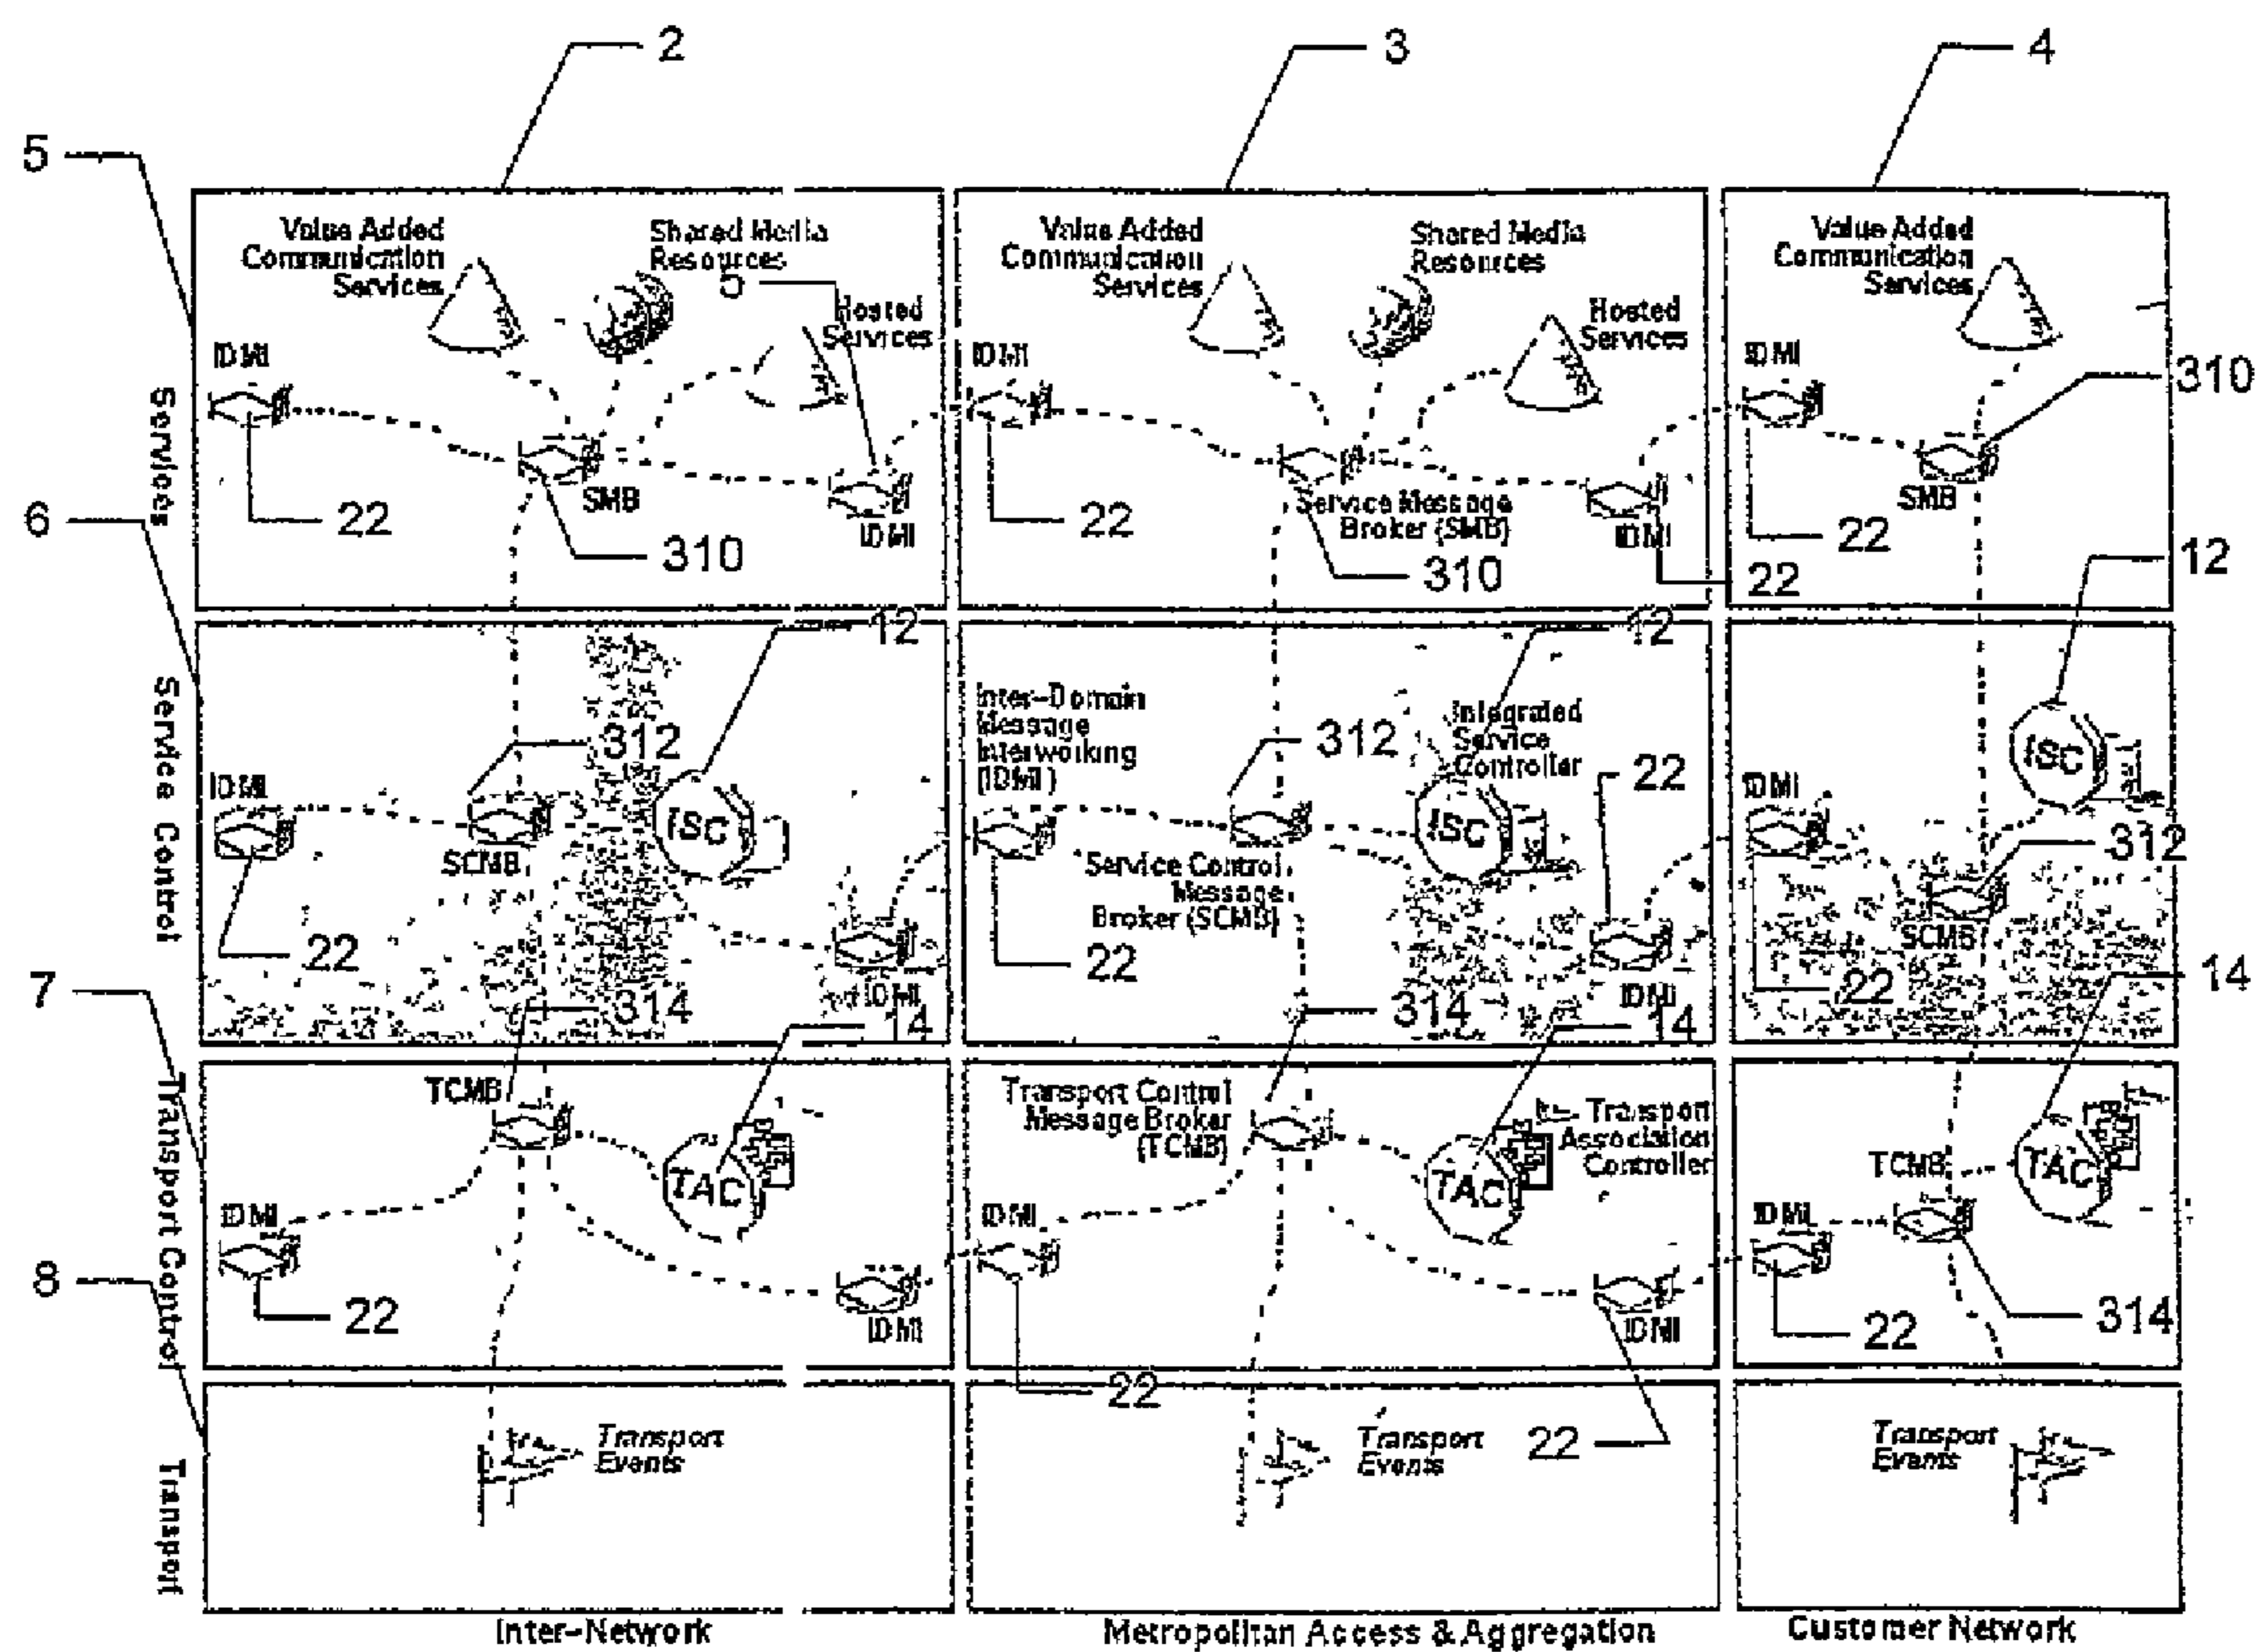 2
3
4
5
Services
Value Added
Communication
Services
Shared Media
Resources
5
Hosted
Services
IDMI
22
SMB
310
IDMI
Value Added
Communication
Services
Shared Media
Resources
Hosted
Services
IDMI
22
Service Message
Broker (SMB)
310
IDMI
22
Value Added
Communication
Services
IDMI
22
SMB
310
6
Service Control
12
312
IDMI
22
SCMB
ISC
IDMI
12
Inter-Domain
Message
Interworking
(IDMI)
22
312
Service Control
Message
Broker (SCMB)
Integrated
Service
Controller
ISC
22
IDMI
12
ISC
IDMI
22
312
SCMB
7
Transport Control
314
TCMB
14
TAC
IDMI
22
IDMI
314
Transport Control
Message Broker
(TCMB)
14
Transport
Association
Controller
TAC
IDMI
22
IDMI
22
14
TAC
TCMB
314
IDMI
22
8
Transport
Transport
Events
Transport
Events
Transport
Events
Inter-Network
Metropolitan Access & Aggregation
Customer Network